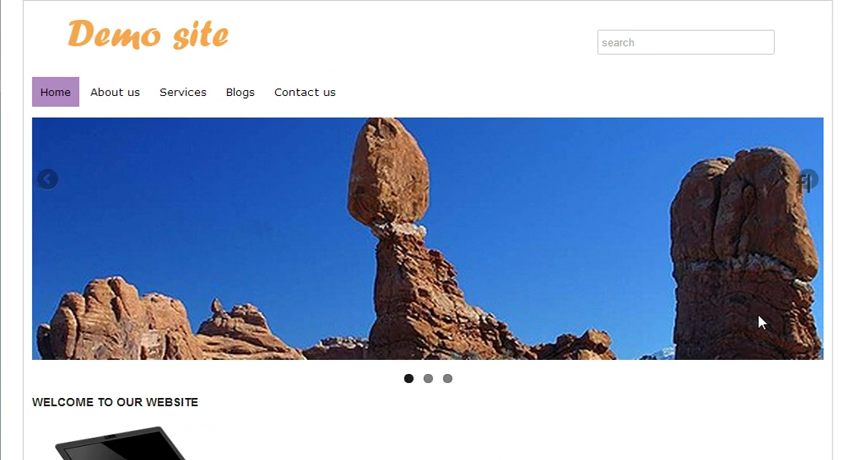 Demo site
search
Home About us Services Blogs Contact us
WELCOME TO OUR WEBSITE